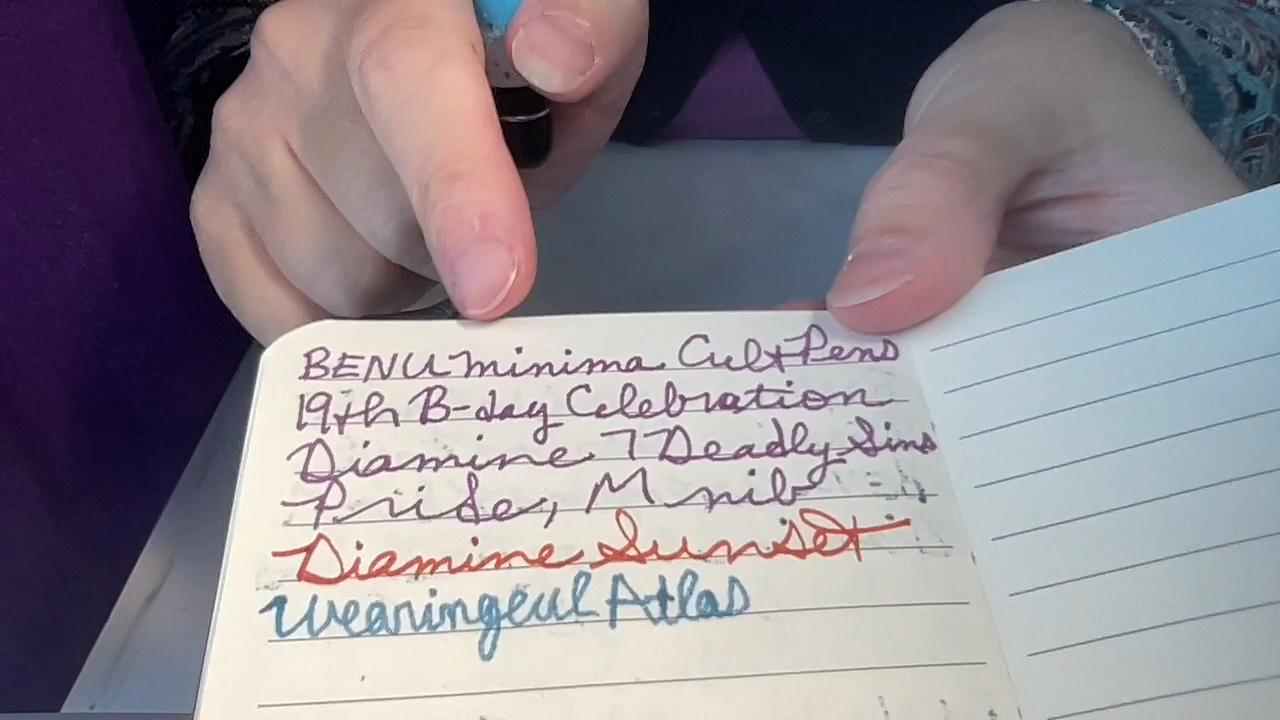 BENU minima Cult Pens
19th B-day Celebration
Diamine 7 Deadly Sins
Pride, M nib
Diamine Sunset
Wearingeul Atlas